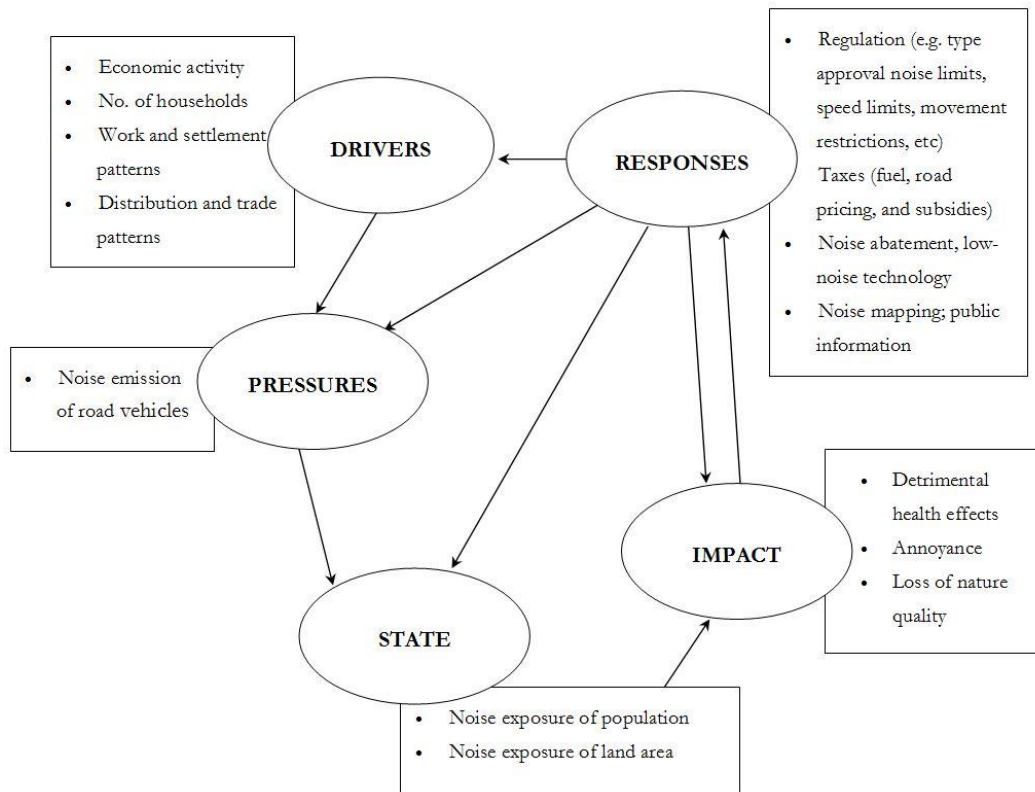 • Economic activity
• No. of households
• Work and settlement
patterns
• Distribution and trade
patterns
DRIVERS
RESPONSES
• Regulation (e.g. type
approval noise limits,
speed limits, movement
restrictions, etc)
Taxes (fuel, road
pricing, and subsidies)
• Noise abatement, low-
noise technology
• Noise mapping; public
information
• Noise emission
of road vehicles
PRESSURES
IMPACT
• Detrimental
health effects
• Annoyance
• Loss of nature
quality
STATE
• Noise exposure of population
• Noise exposure of land area